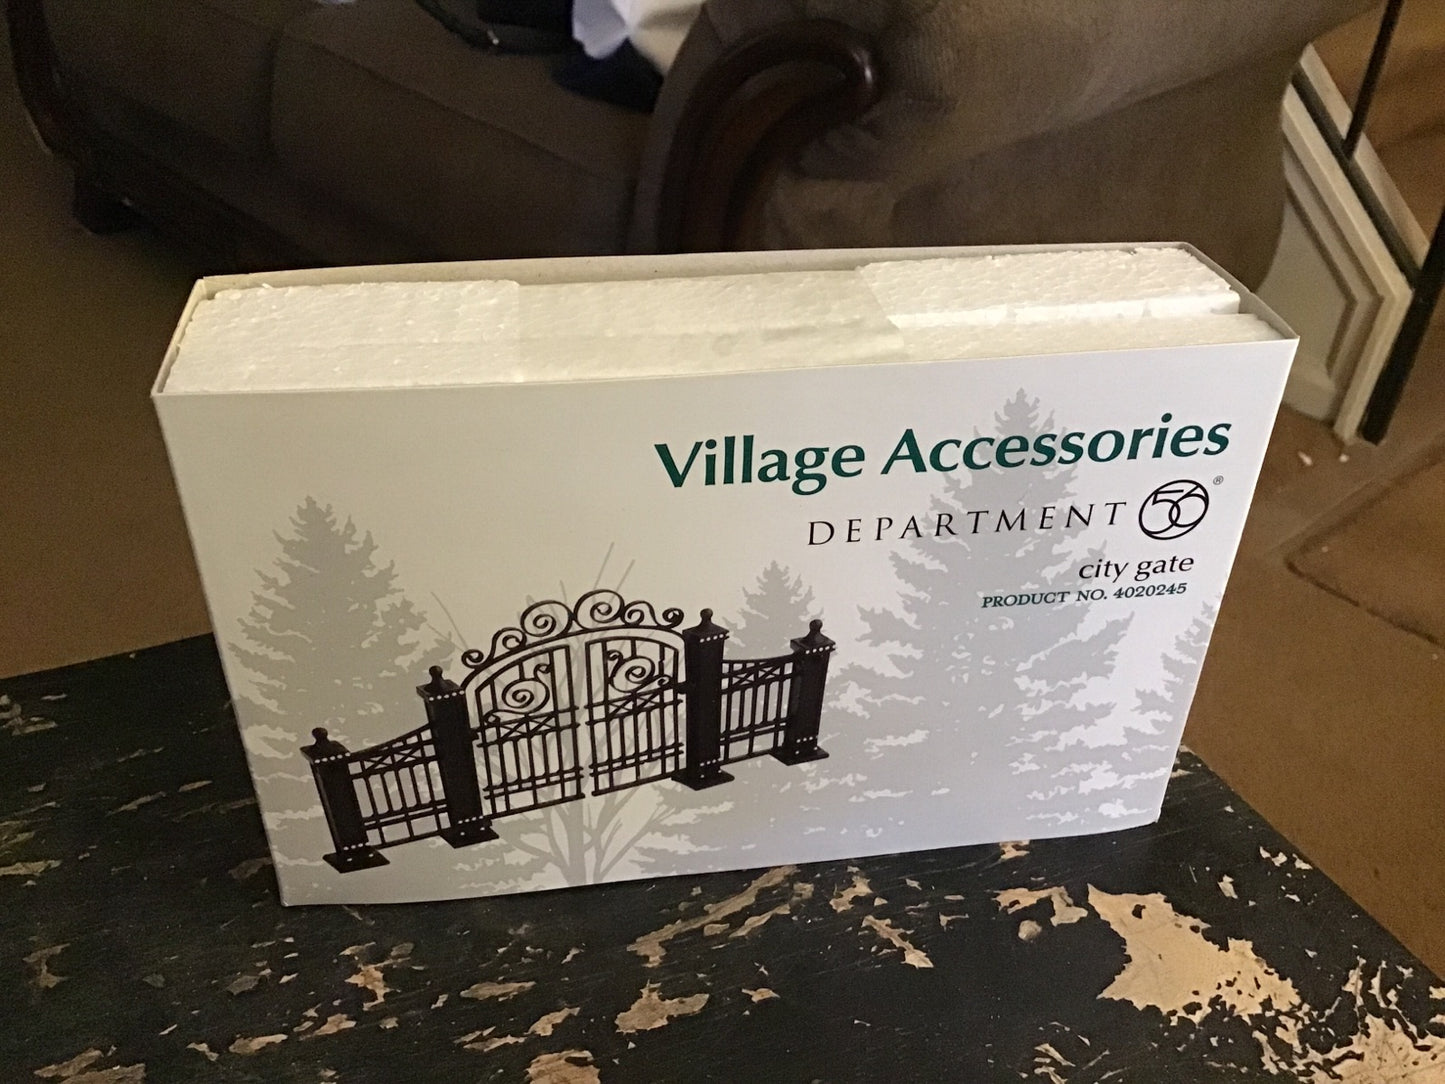 Village Accessories
DEPARTMENT 56®
city gate
PRODUCT NO. 4020245